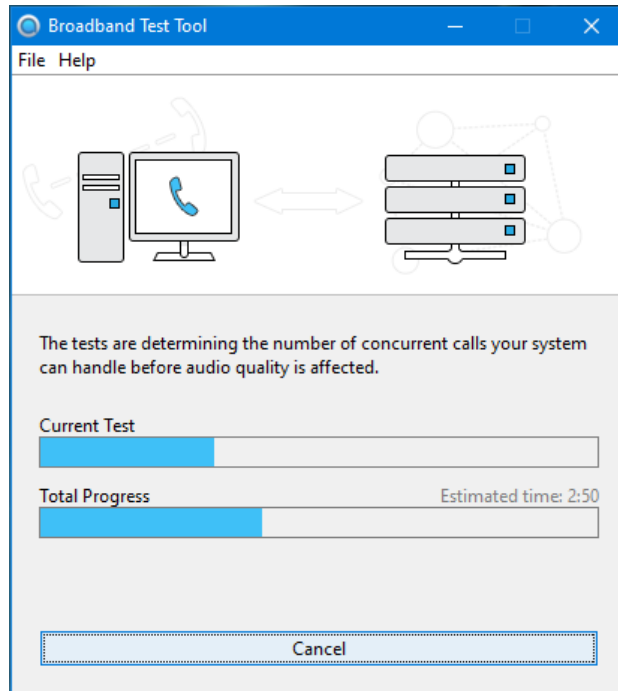 Broadband Test Tool
File Help
The tests are determining the number of concurrent calls your system
can handle before audio quality is affected.
Current Test
Total Progress Estimated time: 2:50
Cancel